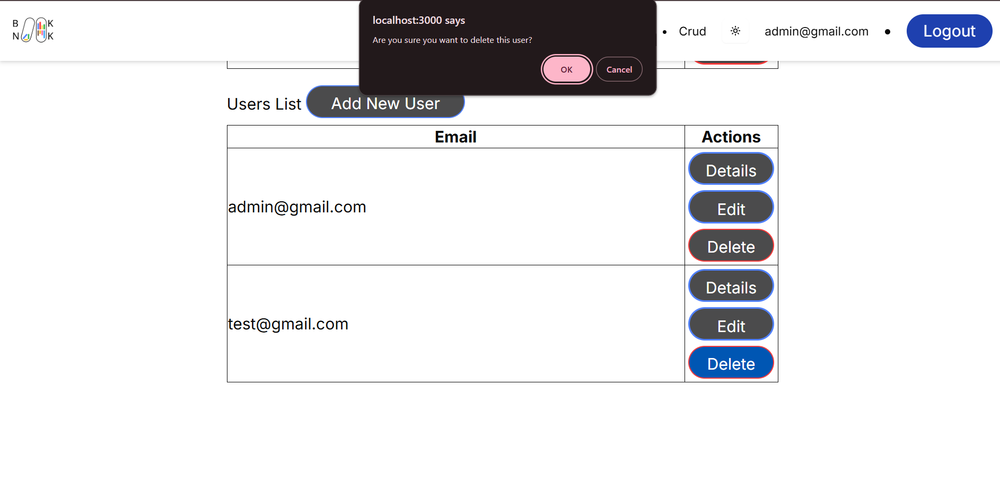 localhost:3000 says
Are you sure you want to delete this user?
OK
Cancel
B K
N K
• Crud
admin@gmail.com
•
Logout
Users List
Add New User
Email
Actions
admin@gmail.com
Details
Edit
Delete
test@gmail.com
Details
Edit
Delete